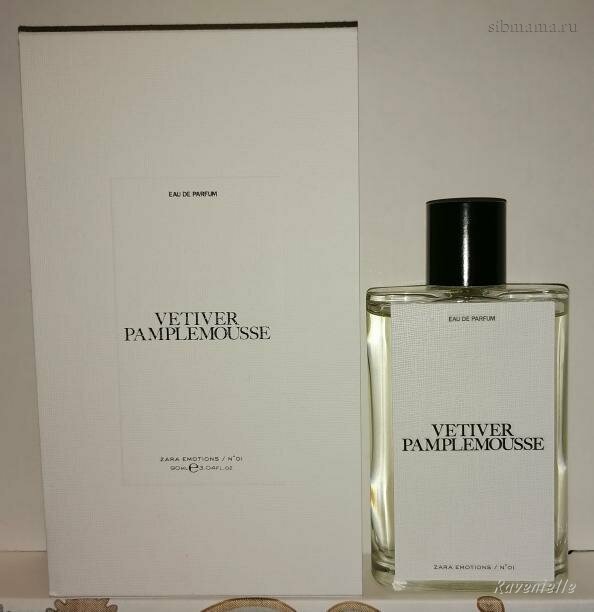 sibmama.ru
EAU DE PARFUM
VETIVER
PAMPLEMOUSSE
ZARA EMOTIONS / N°01
90ML℮3.04FL.OZ
EAU DE PARFUM
VETIVER
PAMPLEMOUSSE
ZARA EMOTIONS / N°01
Ravenielle